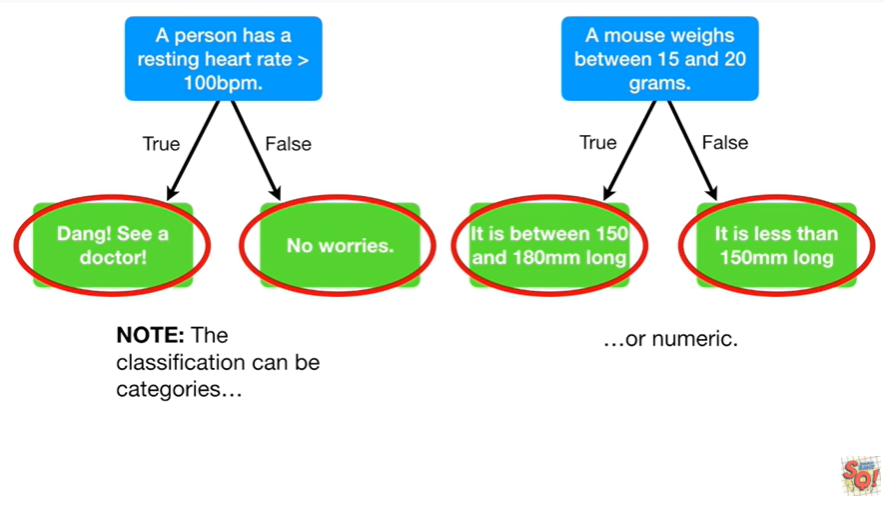 A person has a
resting heart rate >
100bpm.
A mouse weighs
between 15 and 20
grams.
True
False
True
False
Dang! See a
doctor!
No worries.
It is between 150
and 180mm long
It is less than
150mm long
NOTE: The
classification can be
categories…
…or numeric.
SQ!